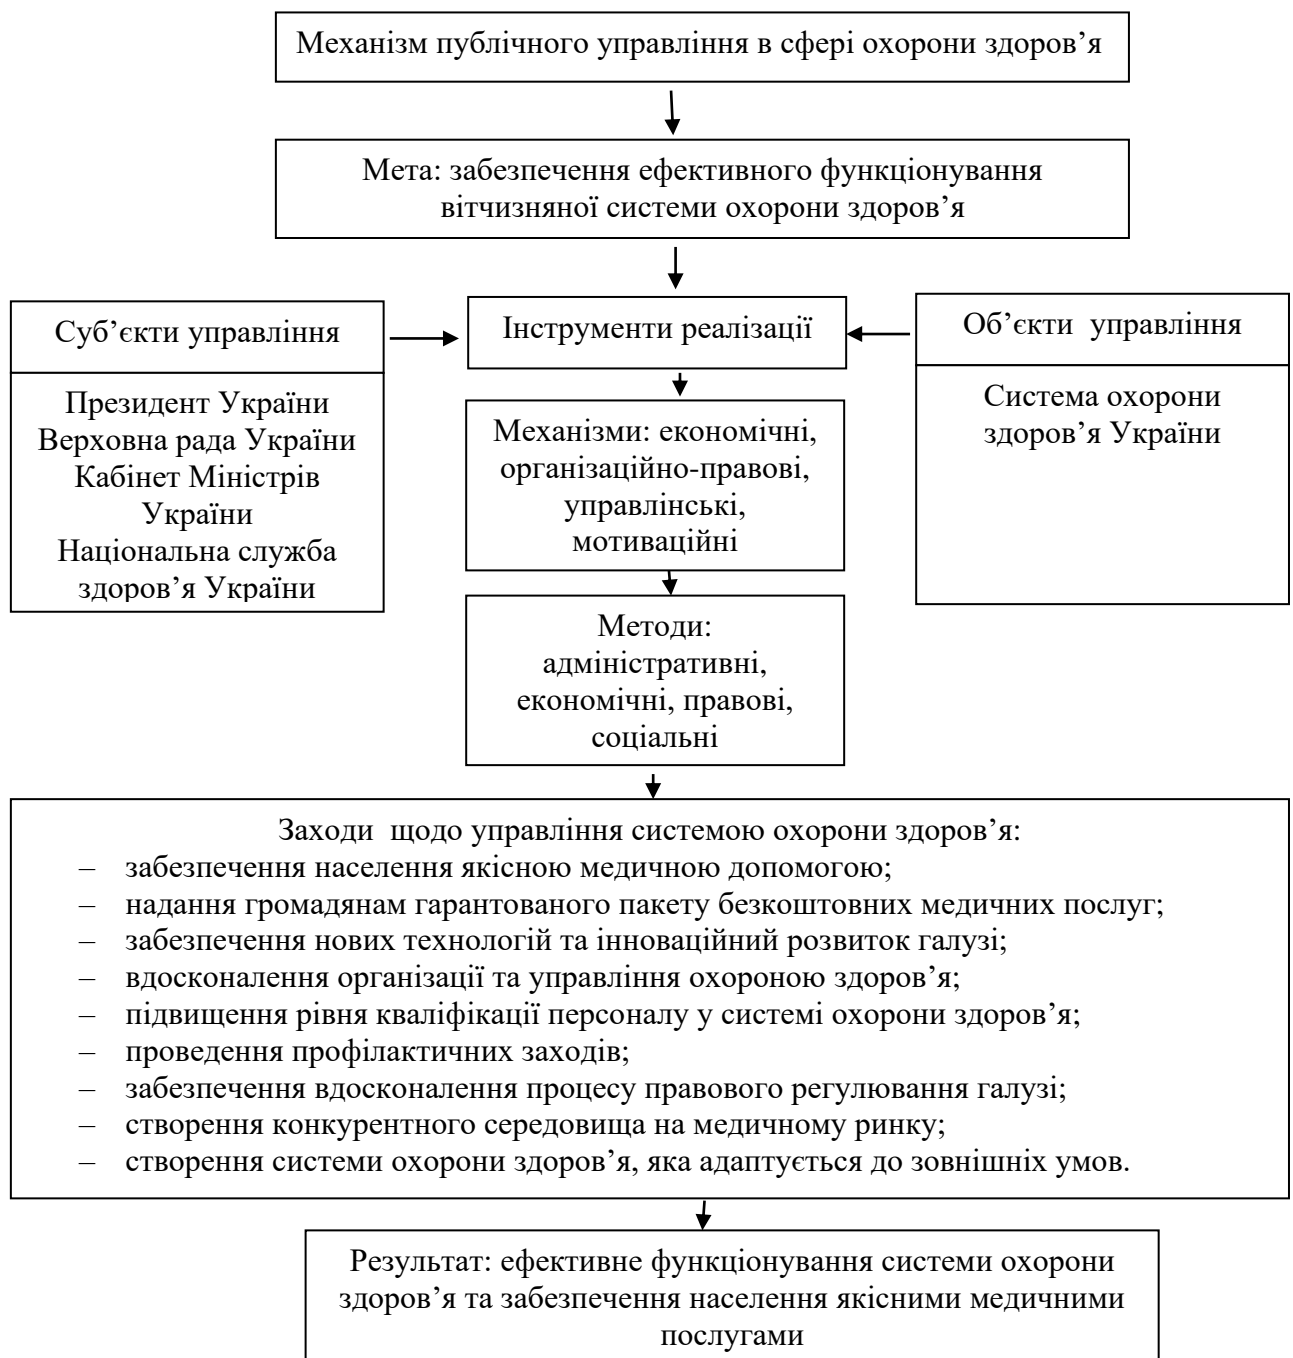 Механізм публічного управління в сфері охорони здоров’я
Мета: забезпечення ефективного функціонування
вітчизняної системи охорони здоров’я
Суб’єкти управління
Президент України
Верховна рада України
Кабінет Міністрів
України
Національна служба
здоров’я України
Інструменти реалізації
Об’єкти  управління
Система охорони
здоров’я України
Механізми: економічні,
організаційно-правові,
управлінські,
мотиваційні
Методи:
адміністративні,
економічні, правові,
соціальні
Заходи  щодо управління системою охорони здоров’я:
– забезпечення населення якісною медичною допомогою;
– надання громадянам гарантованого пакету безкоштовних медичних послуг;
– забезпечення нових технологій та інноваційний розвиток галузі;
– вдосконалення організації та управління охороною здоров’я;
– підвищення рівня кваліфікації персоналу у системі охорони здоров’я;
– проведення профілактичних заходів;
– забезпечення вдосконалення процесу правового регулювання галузі;
– створення конкурентного середовища на медичному ринку;
– створення системи охорони здоров’я, яка адаптується до зовнішніх умов.
Результат: ефективне функціонування системи охорони
здоров’я та забезпечення населення якісними медичними
послугами